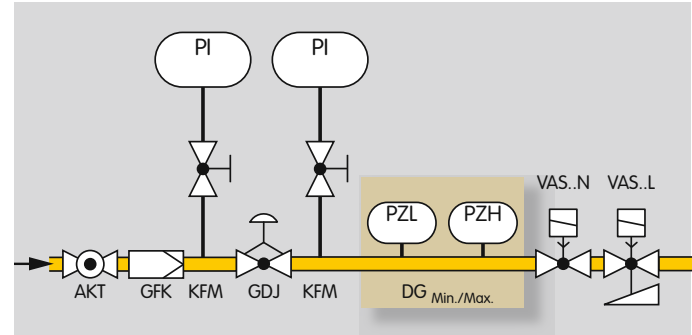 PI PI
VAS..N VAS..L
PZL PZH
AKT GFK KFM GDJ KFM DG Min./Max.